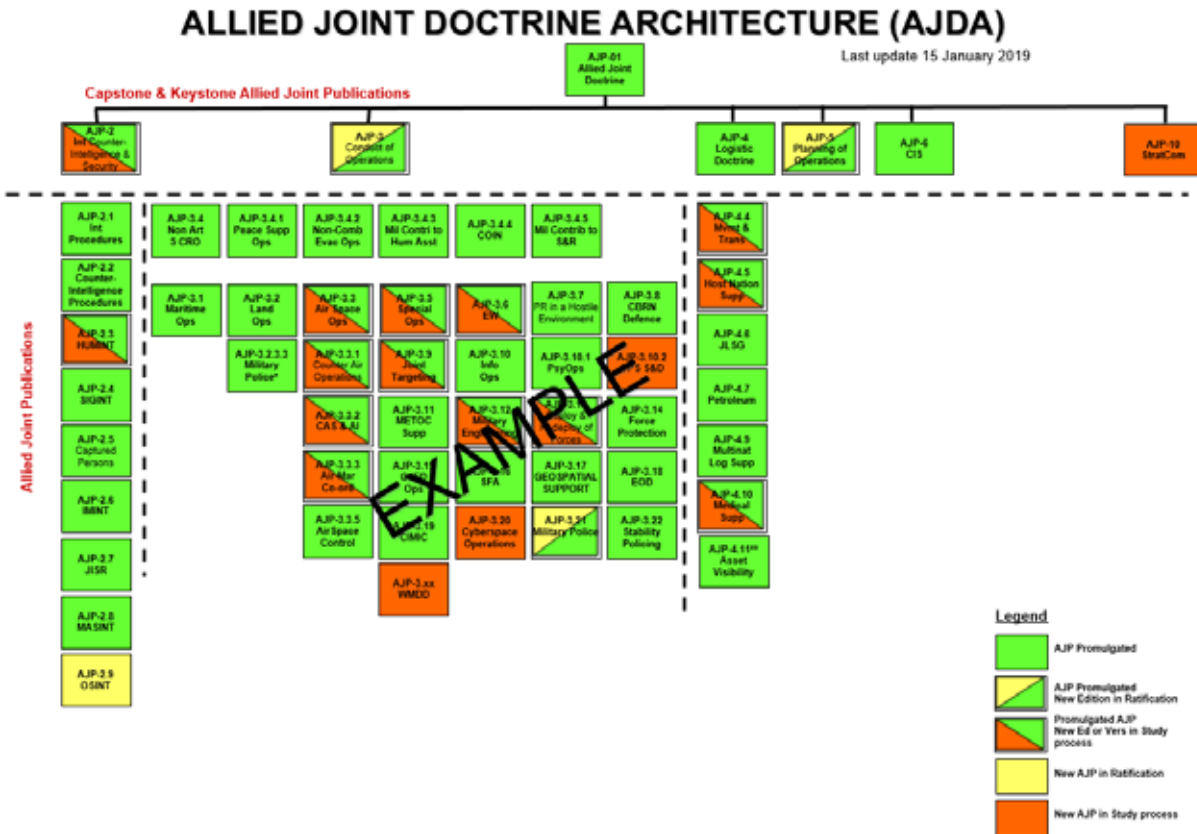 ALLIED JOINT DOCTRINE ARCHITECTURE (AJDA)
Last update 15 January 2019
AJP-01
Allied Joint
Doctrine
Capstone & Keystone Allied Joint Publications
AJP-2
Int Counter-
Intelligence &
Security
AJP-3
Conduct of
Operations
AJP-4
Logistic
Doctrine
AJP-5
Planning of
Operations
AJP-6
CIS
AJP-10
StratCom
Allied Joint Publications
AJP-2.1
Int
Procedures
AJP-2.2
Counter-
Intelligence
Procedures
AJP-2.3
HUMINT
AJP-2.4
SIGINT
AJP-2.5
Captured
Persons
AJP-2.6
IMINT
AJP-2.7
JISR
AJP-2.8
MASINT
AJP-2.9
OSINT
AJP-3.4
Non Art
5 CRO
AJP-3.4.1
Peace Supp
Ops
AJP-3.4.2
Non-Comb
Evac Ops
AJP-3.4.3
Mil Contri to
Hum Asst
AJP-3.4.4
COIN
AJP-3.4.5
Mil Contrib to
S&R
AJP-3.1
Maritime
Ops
AJP-3.2
Land
Ops
AJP-3.3
Air Space
Ops
AJP-3.5
Special
Ops
AJP-3.6
EW
AJP-3.7
PR in a Hostile
Environment
AJP-3.8
CBRN
Defence
AJP-3.2.3.3
Military
Police*
AJP-3.3.1
Counter Air
Operations
AJP-3.9
Joint
Targeting
AJP-3.10
Info
Ops
AJP-3.10.1
PsyOps
AJP-3.10.2
S&D
AJP-3.3.2
CAS & AI
AJP-3.11
METOC
Supp
AJP-3.12
Military
AJP-3.14
Force
Protection
AJP-3.3.3
Air-Mar
Co-ord
Ops
SFA
AJP-3.17
GEOSPATIAL
SUPPORT
AJP-3.18
EOD
AJP-3.3.5
AirSpace
Control
CIMIC
AJP-3.20
Cyberspace
Operations
AJP-3.21
Military Police
AJP-3.22
Stability
Policing
AJP-3.xx
WMDD
EXAMPLE
AJP-4.4
Mvmt &
Trans
AJP-4.5
Host Nation
Supp
AJP-4.6
JLSG
AJP-4.7
Petroleum
AJP-4.9
Multinat
Log Supp
AJP-4.10
Medical
Supp
AJP-4.11**
Asset
Visibility
Legend
AJP Promulgated
AJP Promulgated
New Edition in Ratification
Promulgated AJP
New Ed or Vers in Study
process
New AJP in Ratification
New AJP in Study process